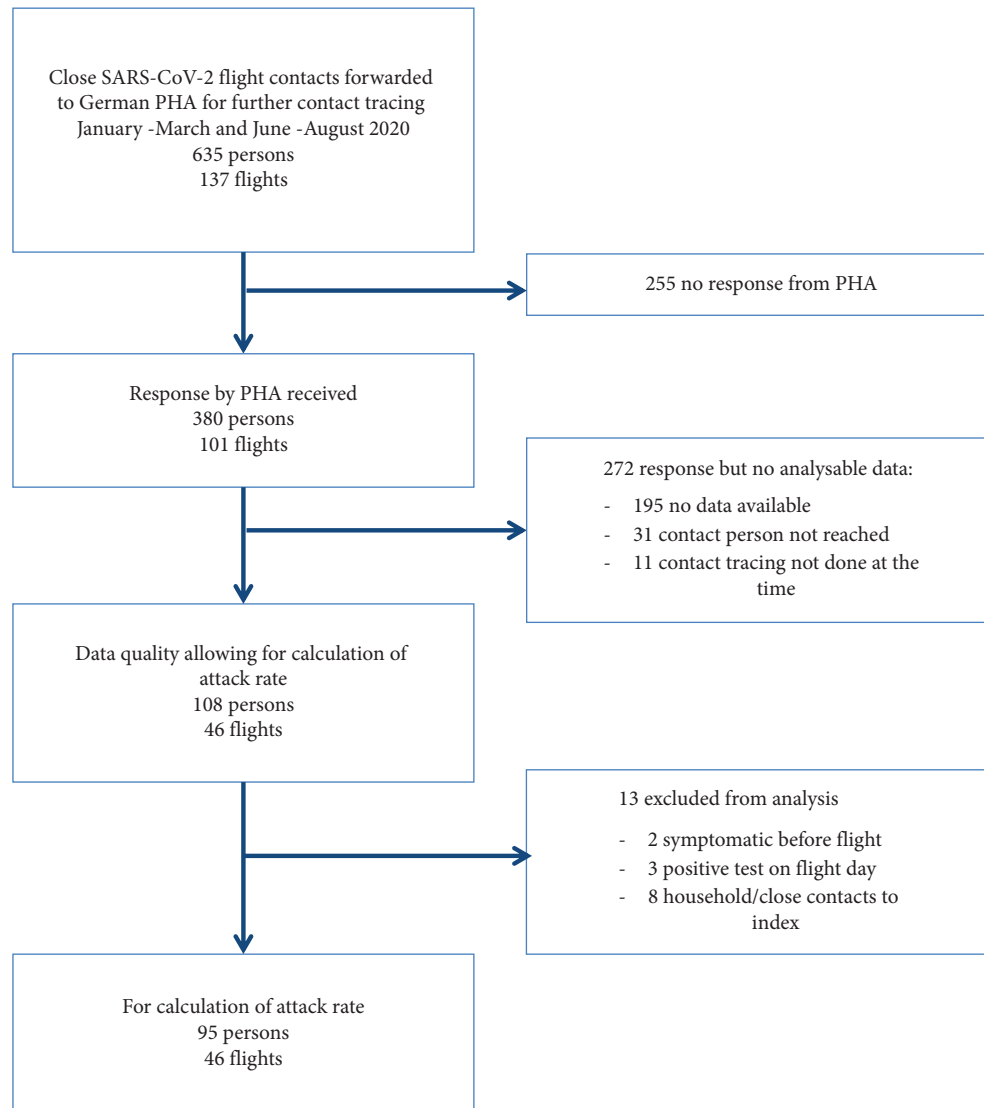 Close SARS-CoV-2 flight contacts forwarded
to German PHA for further contact tracing
January -March and June -August 2020
635 persons
137 flights
255 no response from PHA
Response by PHA received
380 persons
101 flights
272 response but no analysable data:
- 195 no data available
- 31 contact person not reached
- 11 contact tracing not done at the
time
Data quality allowing for calculation of
attack rate
108 persons
46 flights
13 excluded from analysis
- 2 symptomatic before flight
- 3 positive test on flight day
- 8 household/close contacts to
index
For calculation of attack rate
95 persons
46 flights